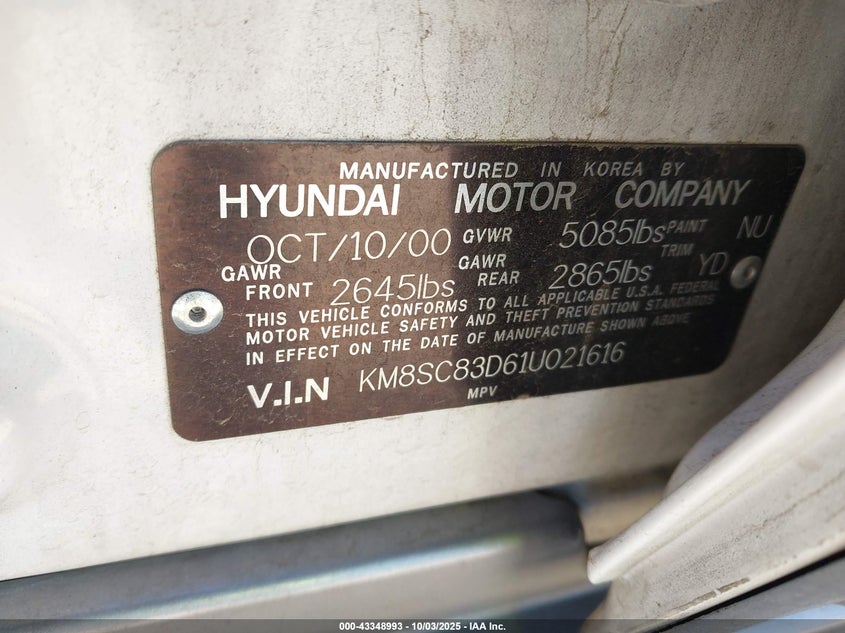 MANUFACTURED IN KOREA BY
HYUNDAI MOTOR COMPANY
OCT/10/00 GVWR 5085lbs PAINT NU
GAWR FRONT 2645lbs GAWR REAR 2865lbs TRIM YD
THIS VEHICLE CONFORMS TO ALL APPLICABLE U.S.A. FEDERAL
MOTOR VEHICLE SAFETY AND THEFT PREVENTION STANDARDS
IN EFFECT ON THE DATE OF MANUFACTURE SHOWN ABOVE
V.I.N KM8SC83D61U021616
MPV
000-43348993 | 10/03/2025 - IAA Inc.